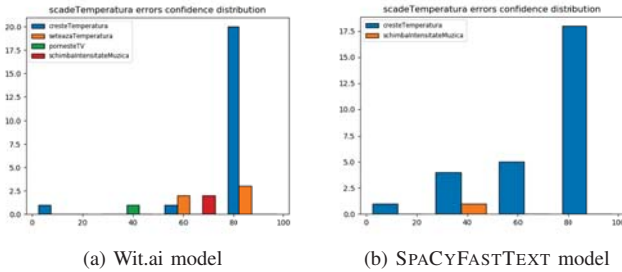 scadeTemperatura errors confidence distribution
cresteTemperatura
seteazaTemperatura
pornesteTV
schimbaIntensitateMuzica
20.0
17.5
15.0
12.5
10.0
7.5
5.0
2.5
0.0
0 20 40 60 80 100
(a) Wit.ai model
scadeTemperatura errors confidence distribution
cresteTemperatura
schimbaIntensitateMuzica
17.5
15.0
12.5
10.0
7.5
5.0
2.5
0.0
0 20 40 60 80 100
(b) SPACYFASTTEXT model